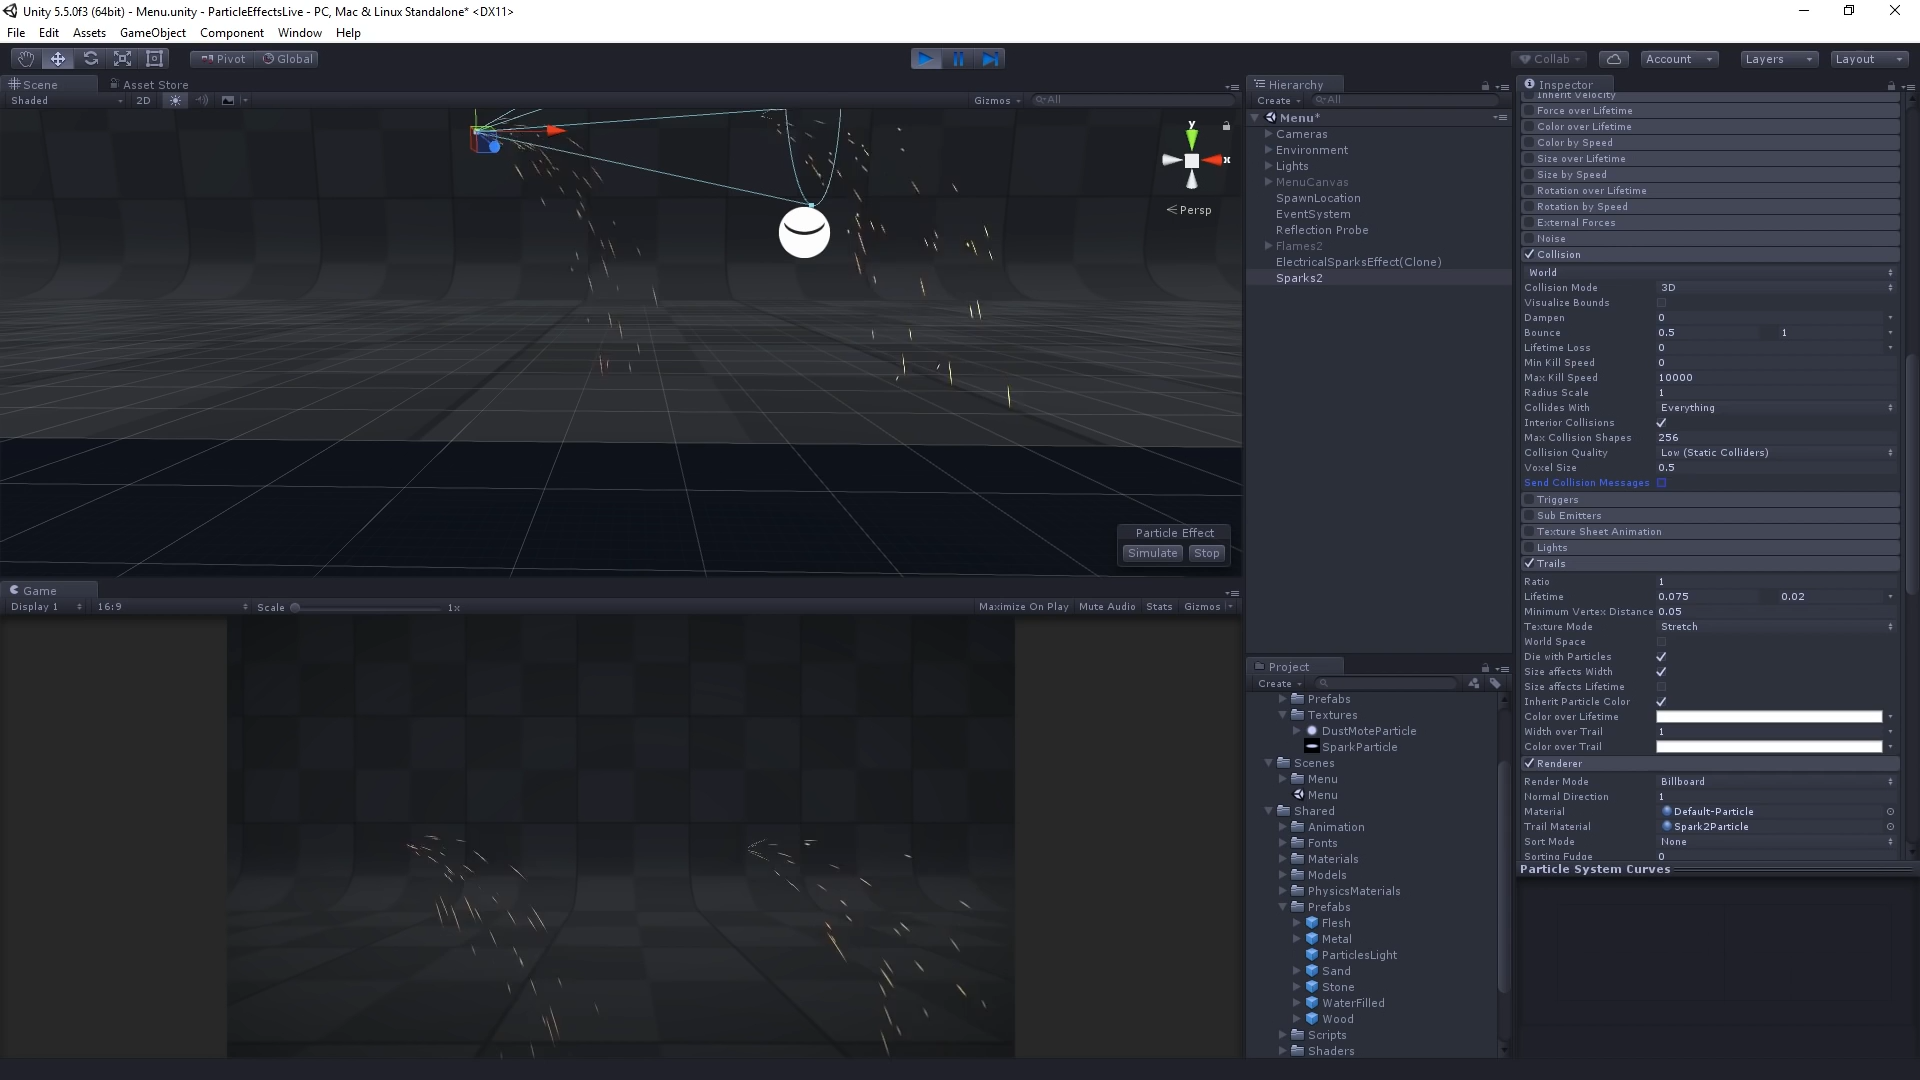 Unity 5.5.0f3 (64bit) - Menu.unity - ParticleEffectsLive - PC, Mac & Linux Standalone* <DX11>
File Edit Assets GameObject Component Window Help
Pivot Global
Collab Account Layers Layout
Scene Asset Store
Shaded 2D Gizmos All
y
x
Persp
Particle Effect
Simulate Stop
Game
Display 1 16:9 Scale 1x Maximize On Play Mute Audio Stats Gizmos
Hierarchy
Create All
Menu*
Cameras
Environment
Lights
MenuCanvas
SpawnLocation
EventSystem
Reflection Probe
Flames2
ElectricalSparksEffect(Clone)
Sparks2
Project
Create
Prefabs
Textures
DustMoteParticle
SparkParticle
Scenes
Menu
Menu
Shared
Animation
Fonts
Materials
Models
PhysicsMaterials
Prefabs
Flesh
Metal
ParticlesLight
Sand
Stone
WaterFilled
Wood
Scripts
Shaders
Inspector
Inherit Velocity
Force over Lifetime
Color over Lifetime
Color by Speed
Size over Lifetime
Size by Speed
Rotation over Lifetime
Rotation by Speed
External Forces
Noise
Collision
World
Collision Mode 3D
Visualize Bounds
Dampen 0
Bounce 0.5 1
Lifetime Loss 0
Min Kill Speed 0
Max Kill Speed 10000
Radius Scale 1
Collides With Everything
Interior Collisions
Max Collision Shapes 256
Collision Quality Low (Static Colliders)
Voxel Size 0.5
Send Collision Messages
Triggers
Sub Emitters
Texture Sheet Animation
Lights
Trails
Ratio 1
Lifetime 0.075 0.02
Minimum Vertex Distance 0.05
Texture Mode Stretch
World Space
Die with Particles
Size affects Width
Size affects Lifetime
Inherit Particle Color
Color over Lifetime
Width over Trail 1
Color over Trail
Renderer
Render Mode Billboard
Normal Direction 1
Material Default-Particle
Trail Material Spark2Particle
Sort Mode None
Sorting Fudge 0
Particle System Curves